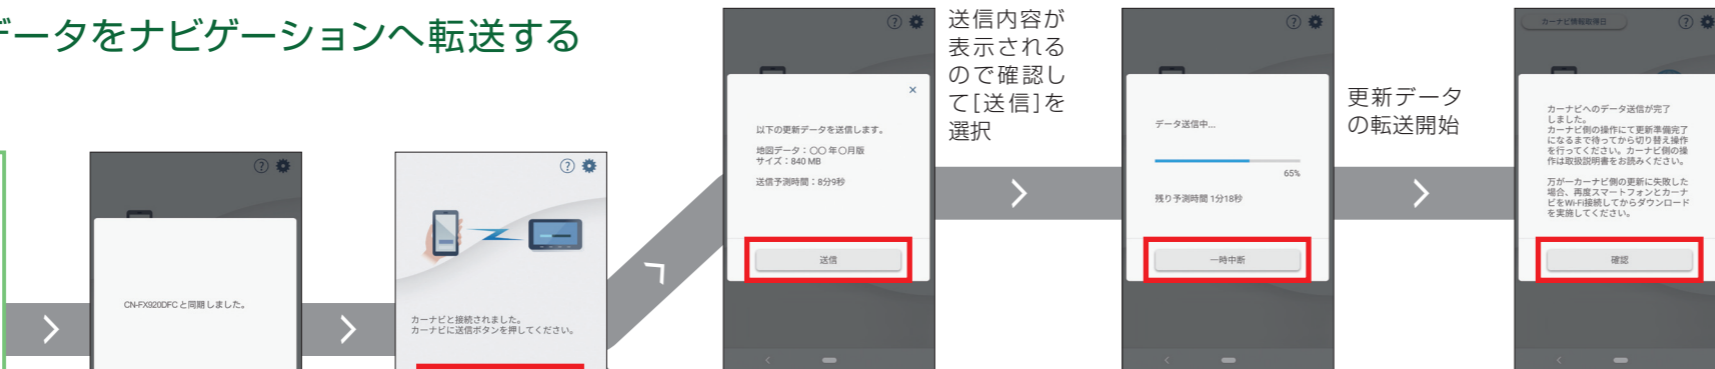 データをナビゲーションへ転送する
CN-FX920DFCと同期しました。
カーナビと接続されました。
カーナビに送信ボタンを押してください。
以下の更新データを送信します。
地図データ：〇〇年〇月版
サイズ：840 MB
送信予測時間：8分9秒
送信
送信内容が
表示される
ので確認し
て[送信]を
選択
データ送信中...
65%
残り予測時間 1分18秒
一時中断
更新データ
の転送開始
カーナビ情報取得日
カーナビへのデータ送信が完了
しました。
カーナビ側の操作にて更新準備完了
になるまで待ってから切り替え操作
を行ってください。カーナビ側の操
作は取扱説明書をお読みください。
万が一カーナビ側の更新に失敗した
場合、再度スマートフォンとカーナ
ビをWi-Fi接続してからダウンロード
を実施してください。
確認